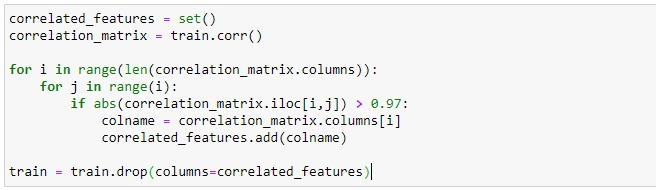 correlated_features = set()
correlation_matrix = train.corr()
for i in range(len(correlation_matrix.columns)):
    for j in range(i):
        if abs(correlation_matrix.iloc[i,j]) > 0.97:
            colname = correlation_matrix.columns[i]
            correlated_features.add(colname)
train = train.drop(columns=correlated_features)